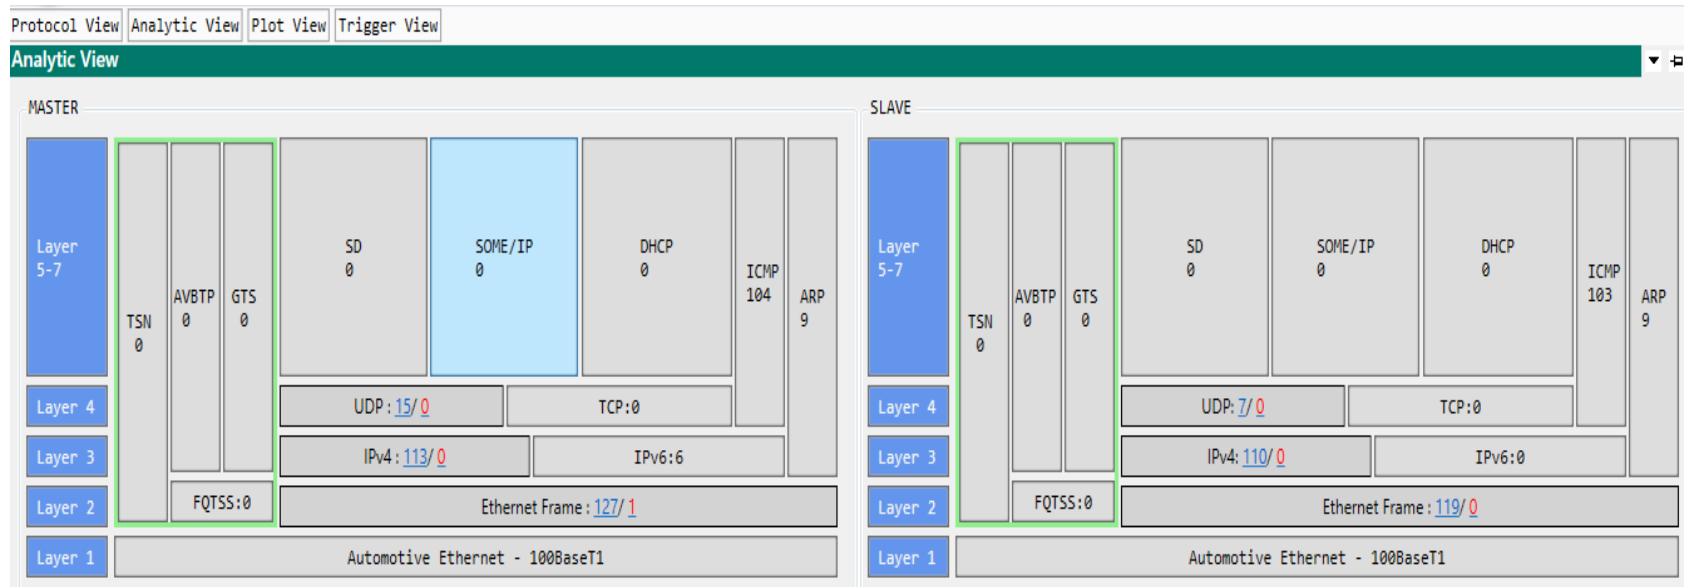 Protocol View Analytic View Plot View Trigger View
Analytic View
MASTER
Layer
5-7
TSN
0
AVBTP
0
GTS
0
SD
0
SOME/IP
0
DHCP
0
ICMP
104
ARP
9
Layer 4
UDP : 15/ 0
TCP:0
Layer 3
IPv4 : 113/ 0
IPv6:6
Layer 2
FQTSS:0
Ethernet Frame : 127/ 1
Layer 1
Automotive Ethernet - 100BaseT1
SLAVE
Layer
5-7
TSN
0
AVBTP
0
GTS
0
SD
0
SOME/IP
0
DHCP
0
ICMP
103
ARP
9
Layer 4
UDP: 7/ 0
TCP:0
Layer 3
IPv4: 110/ 0
IPv6:0
Layer 2
FQTSS:0
Ethernet Frame : 119/ 0
Layer 1
Automotive Ethernet - 100BaseT1